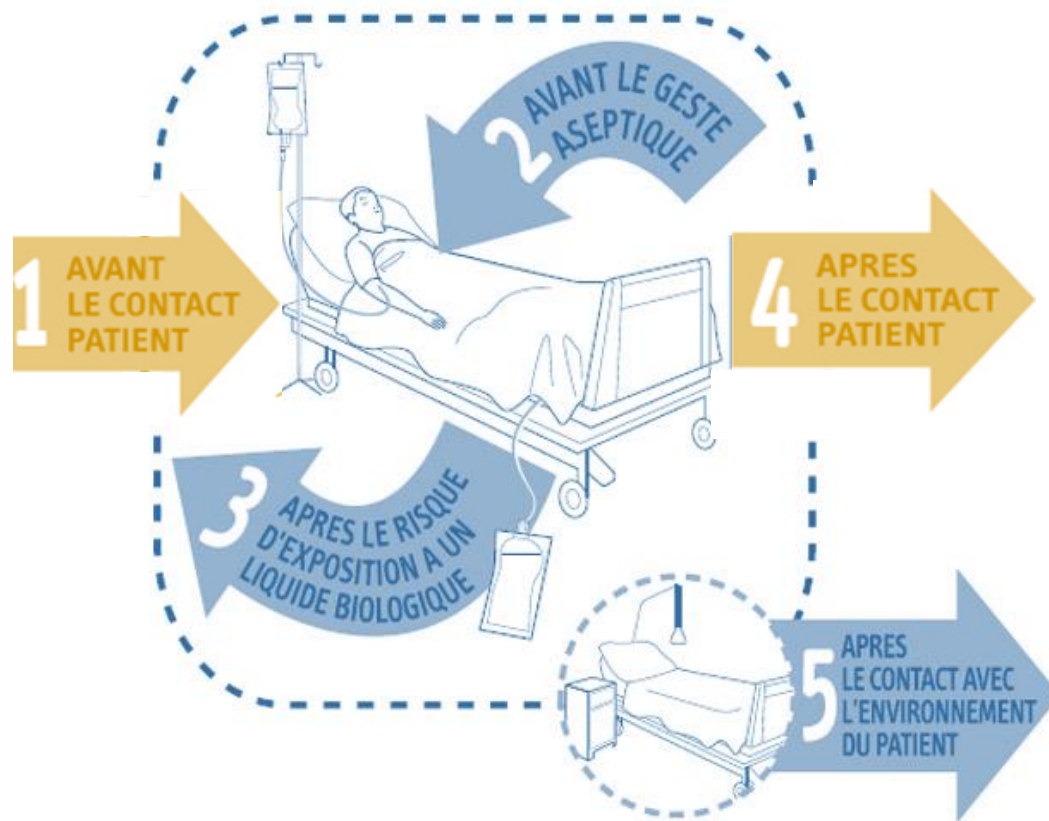 1
AVANT
LE CONTACT
PATIENT
2
AVANT LE GESTE
ASEPTIQUE
3
APRES LE RISQUE
D'EXPOSITION A UN
LIQUIDE BIOLOGIQUE
4
APRES
LE CONTACT
PATIENT
5
APRES
LE CONTACT AVEC
L'ENVIRONNEMENT
DU PATIENT